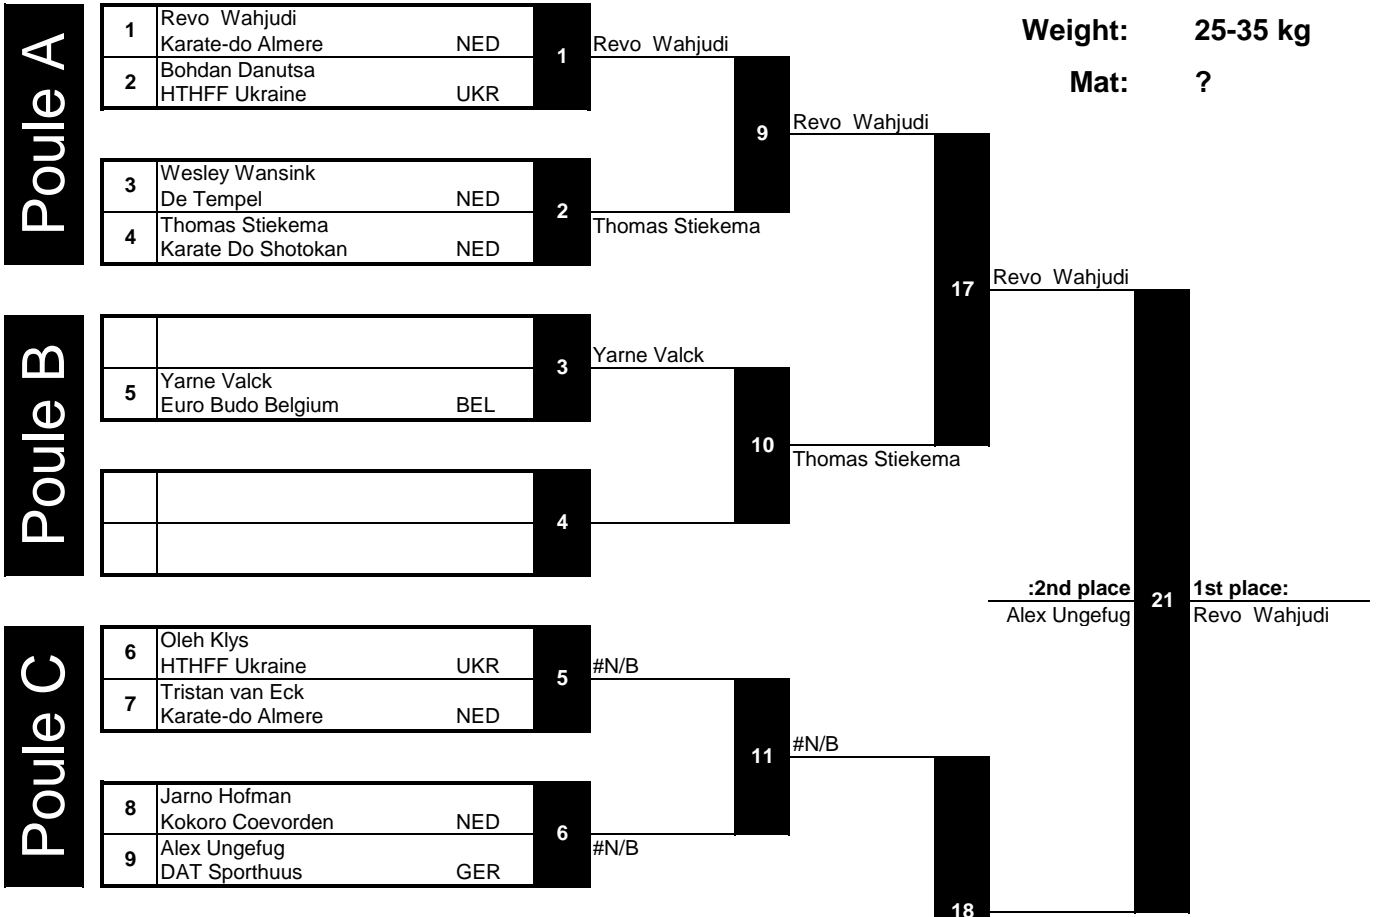 Weight: 25-35 kg
Mat: ?
Poule A
1 Revo Wahjudi
Karate-do Almere NED
2 Bohdan Danutsa
HTHFF Ukraine UKR
1
Revo Wahjudi
3 Wesley Wansink
De Tempel NED
4 Thomas Stiekema
Karate Do Shotokan NED
2
Thomas Stiekema
9
Revo Wahjudi
Poule B
3
Yarne Valck
5 Yarne Valck
Euro Budo Belgium BEL
4
10
Thomas Stiekema
17
Revo Wahjudi
:2nd place
Alex Ungefug
21
1st place:
Revo Wahjudi
Poule C
6 Oleh Klys
HTHFF Ukraine UKR
7 Tristan van Eck
Karate-do Almere NED
5
#N/B
8 Jarno Hofman
Kokoro Coevorden NED
9 Alex Ungefug
DAT Sporthuus GER
6
#N/B
11
#N/B
18